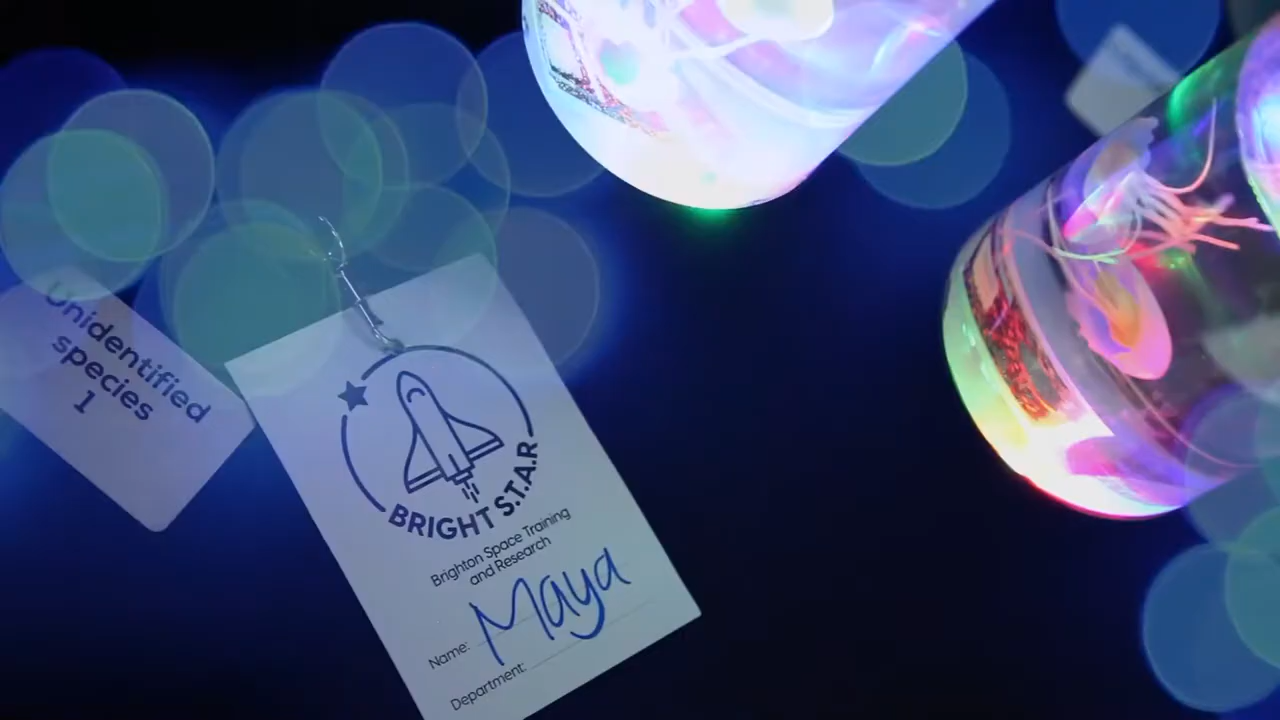 Unidentified
species
1
BRIGHT S.T.A.R
Brighton Space Training
and Research
Name: Maya
Department: